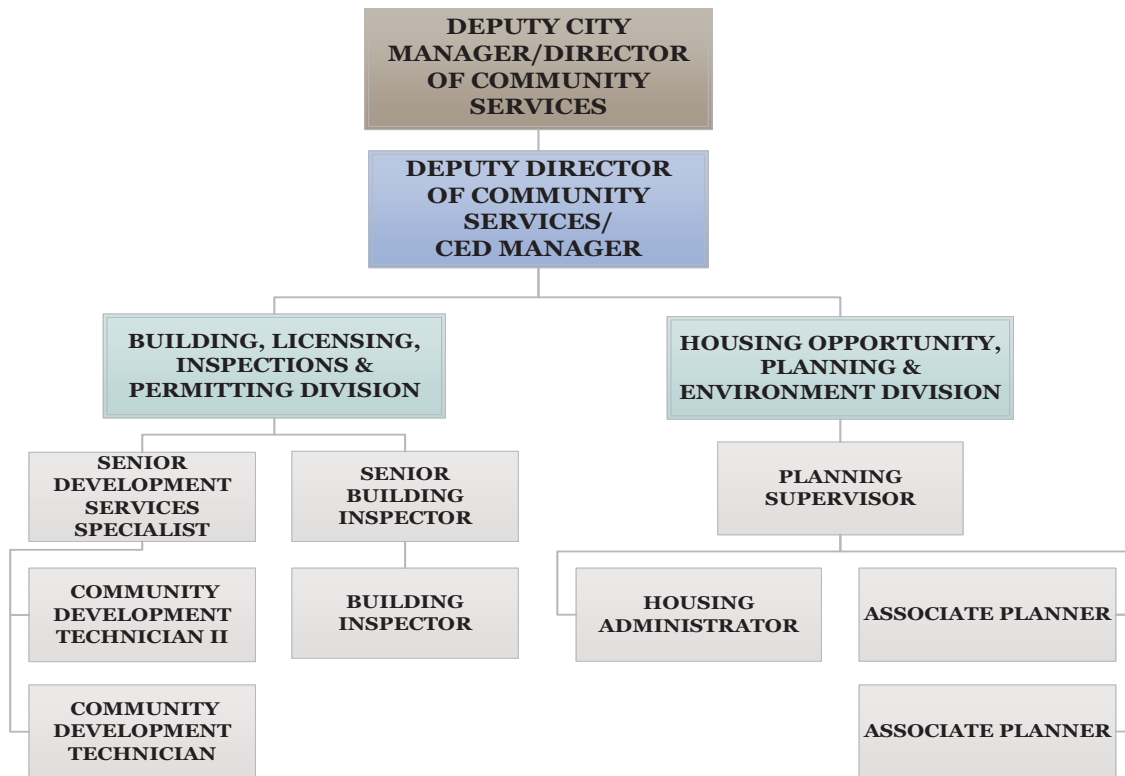 DEPUTY CITY
MANAGER/DIRECTOR
OF COMMUNITY
SERVICES
DEPUTY DIRECTOR
OF COMMUNITY
SERVICES/
CED MANAGER
BUILDING, LICENSING,
INSPECTIONS &
PERMITTING DIVISION
HOUSING OPPORTUNITY,
PLANNING &
ENVIRONMENT DIVISION
SENIOR
DEVELOPMENT
SERVICES
SPECIALIST
SENIOR
BUILDING
INSPECTOR
PLANNING
SUPERVISOR
COMMUNITY
DEVELOPMENT
TECHNICIAN II
BUILDING
INSPECTOR
HOUSING
ADMINISTRATOR
ASSOCIATE PLANNER
COMMUNITY
DEVELOPMENT
TECHNICIAN
ASSOCIATE PLANNER